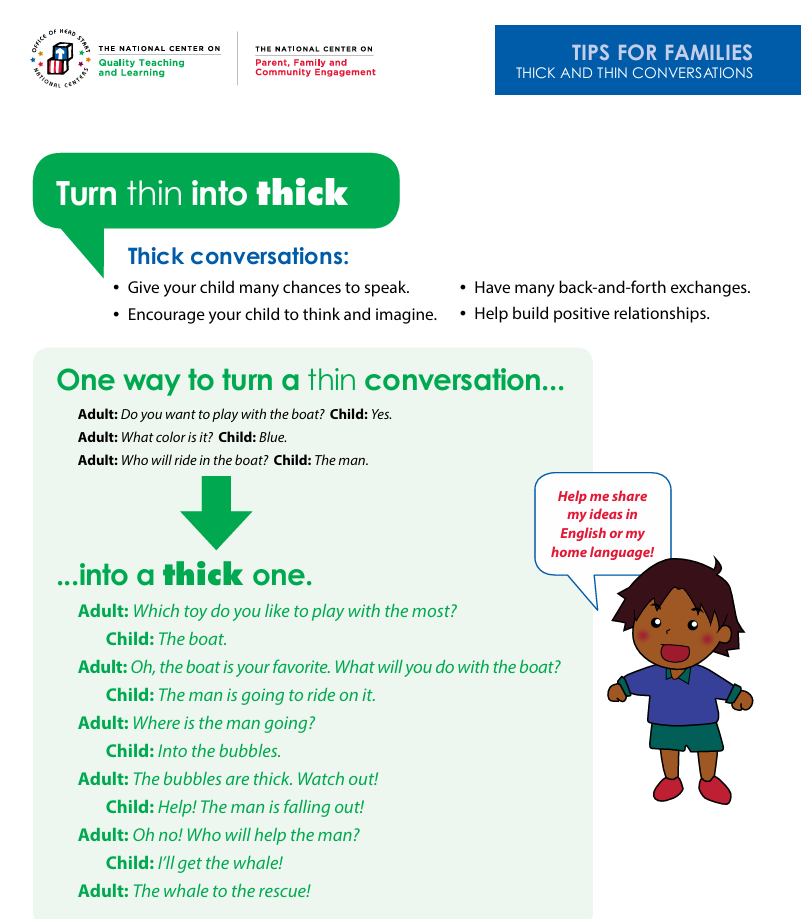 OFFICE OF HEAD START
NATIONAL CENTERS
THE NATIONAL CENTER ON
Quality Teaching
and Learning
THE NATIONAL CENTER ON
Parent, Family and
Community Engagement
TIPS FOR FAMILIES
THICK AND THIN CONVERSATIONS
Turn thin into thick
Thick conversations:
• Give your child many chances to speak.
• Encourage your child to think and imagine.
• Have many back-and-forth exchanges.
• Help build positive relationships.
One way to turn a thin conversation...
Adult: Do you want to play with the boat? Child: Yes.
Adult: What color is it? Child: Blue.
Adult: Who will ride in the boat? Child: The man.
Help me share
my ideas in
English or my
home language!
...into a thick one.
Adult: Which toy do you like to play with the most?
Child: The boat.
Adult: Oh, the boat is your favorite. What will you do with the boat?
Child: The man is going to ride on it.
Adult: Where is the man going?
Child: Into the bubbles.
Adult: The bubbles are thick. Watch out!
Child: Help! The man is falling out!
Adult: Oh no! Who will help the man?
Child: I'll get the whale!
Adult: The whale to the rescue!